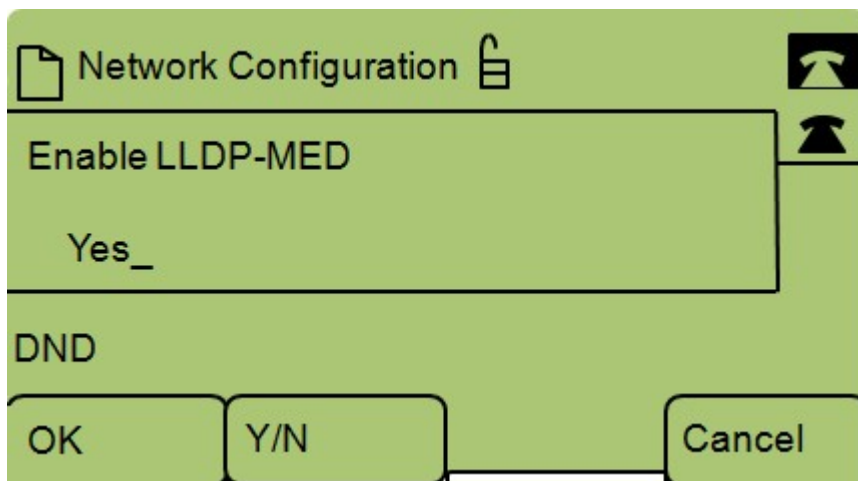 Network Configuration
Enable LLDP-MED
Yes_
DND
OK Y/N Cancel